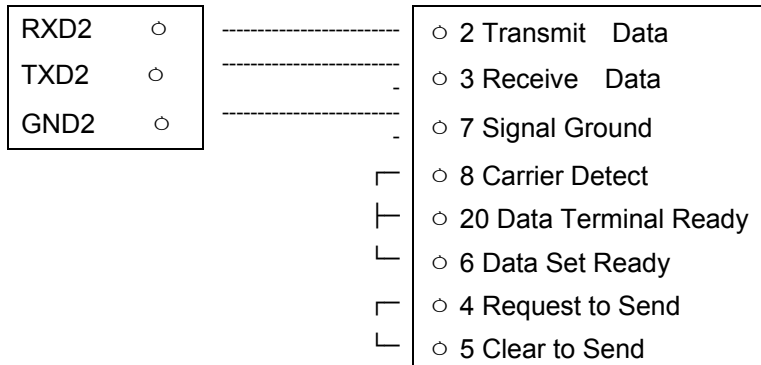 RXD2
TXD2
GND2
2 Transmit Data
3 Receive Data
7 Signal Ground
8 Carrier Detect
20 Data Terminal Ready
6 Data Set Ready
4 Request to Send
5 Clear to Send